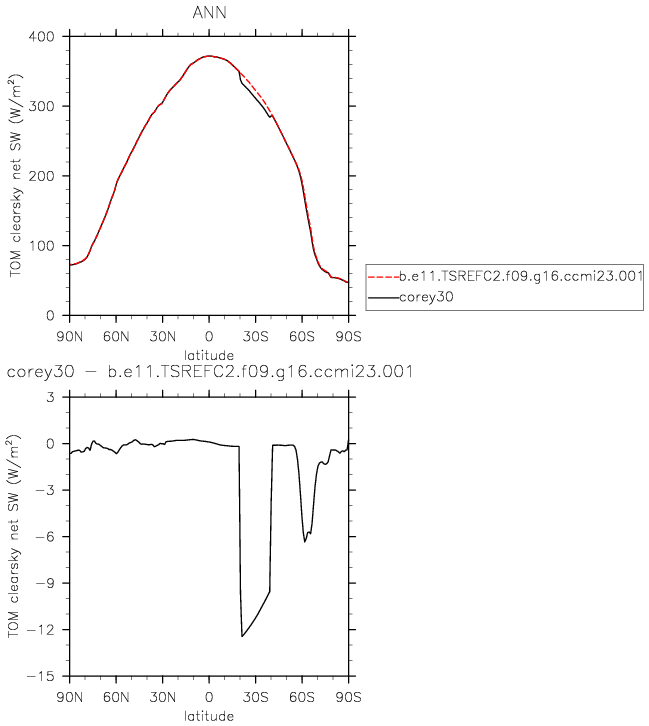 ANN
TOM clearsky net SW (W/m²)
400
300
200
100
0
90N 60N 30N 0 30S 60S 90S
latitude
b.e11.TSREFC2.f09.g16.ccmi23.001
corey30
corey30 − b.e11.TSREFC2.f09.g16.ccmi23.001
TOM clearsky net SW (W/m²)
3
0
−3
−6
−9
−12
−15
90N 60N 30N 0 30S 60S 90S
latitude